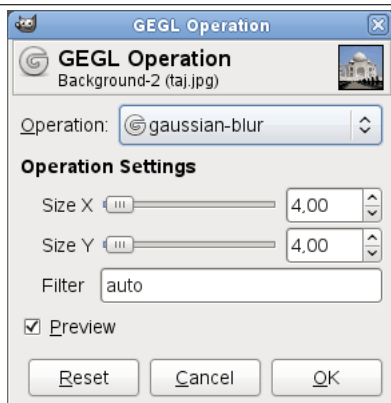 GEGL Operation
GEGL Operation
Background-2 (taj.jpg)
Operation: gaussian-blur
Operation Settings
Size X 4,00
Size Y 4,00
Filter auto
Preview
Reset Cancel OK